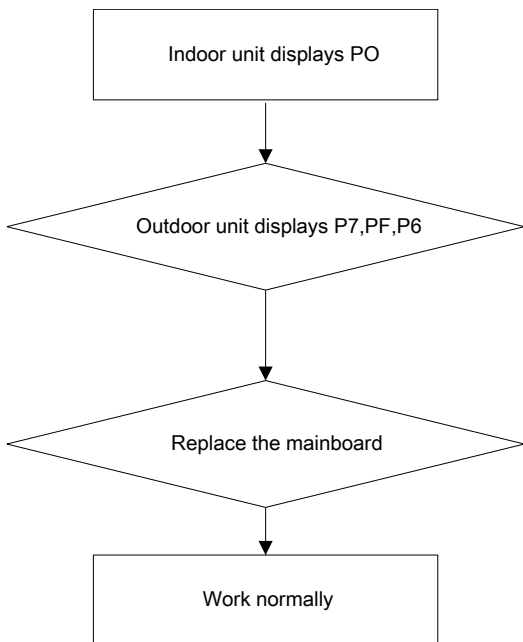 Indoor unit displays PO
Outdoor unit displays P7,PF,P6
Replace the mainboard
Work normally